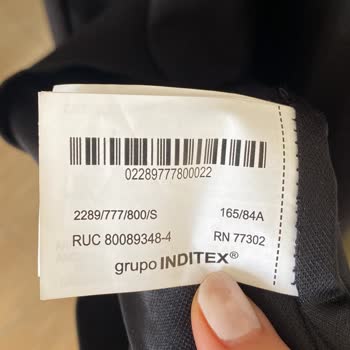 02289777800022
2289/777/800/S 165/84A
RUC 80089348-4 RN 77302
grupo INDITEX®